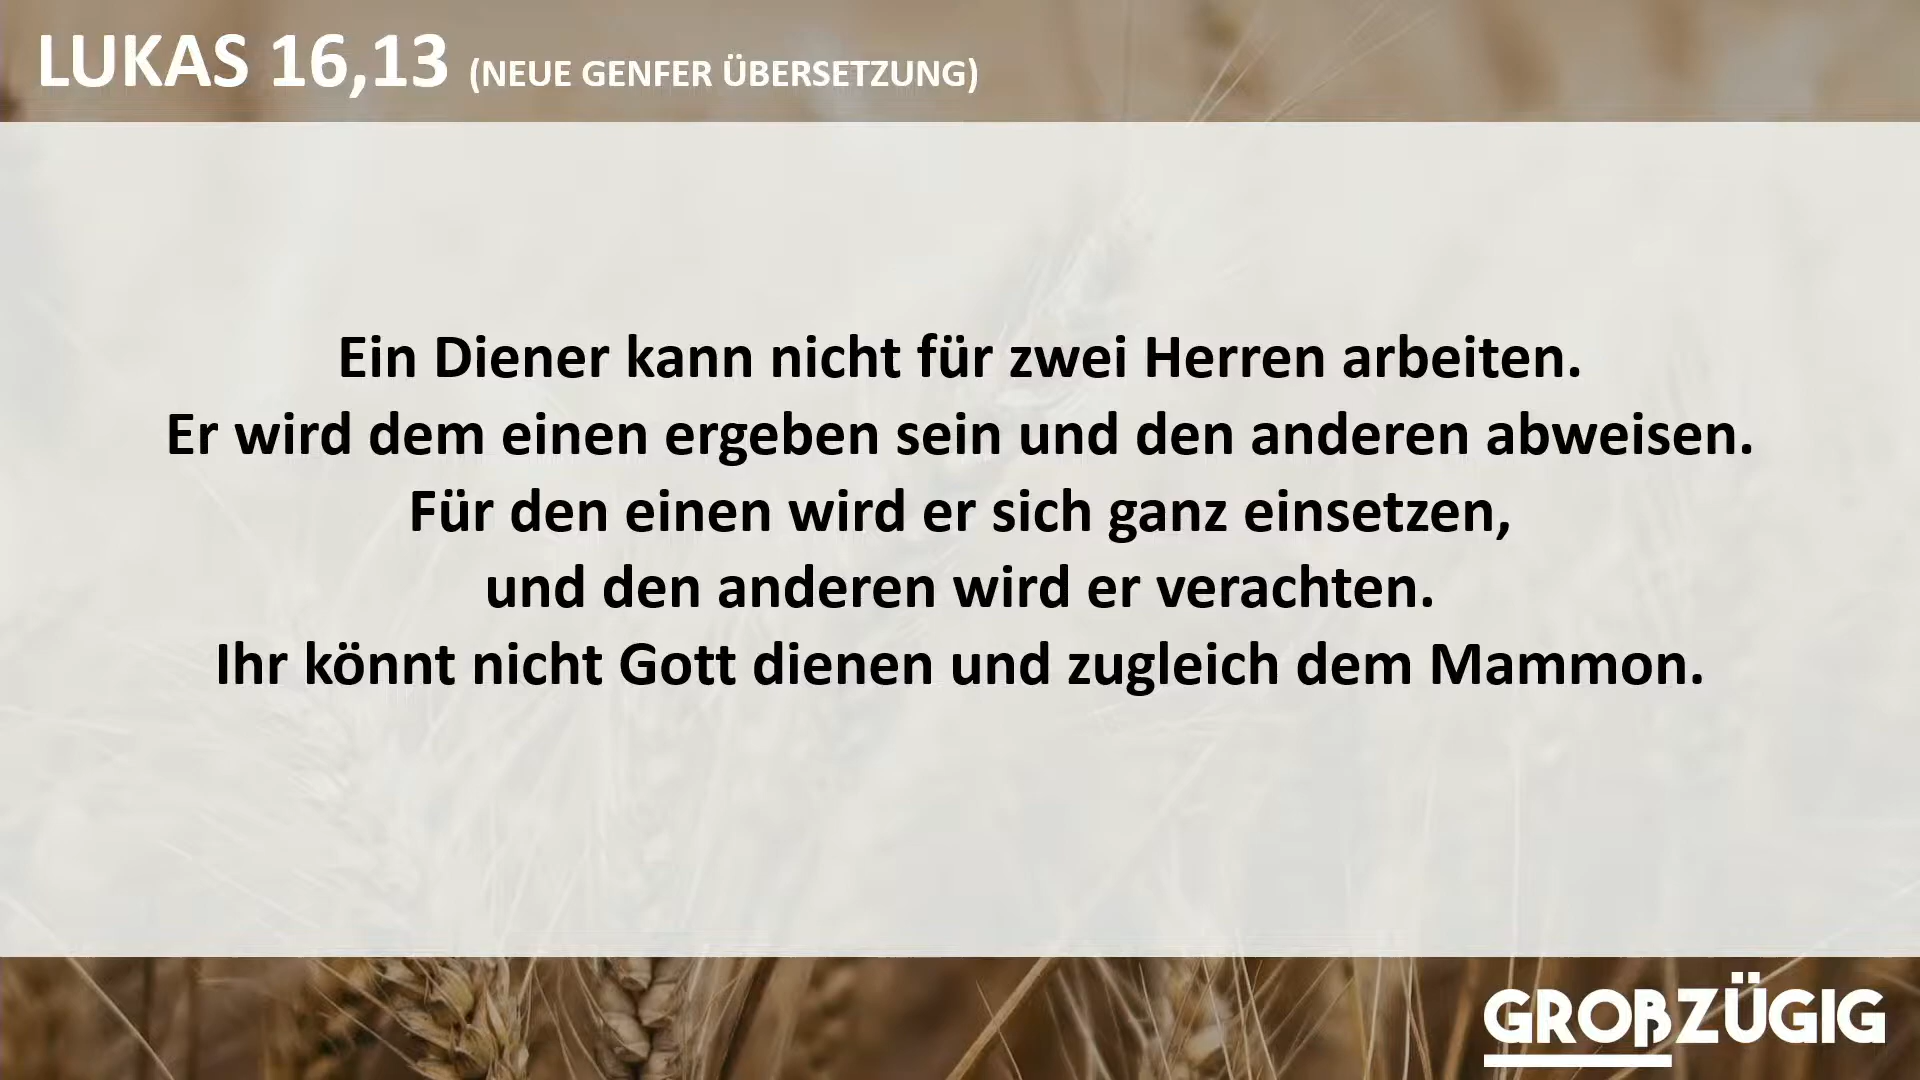 LUKAS 16,13 (NEUE GENFER ÜBERSETZUNG)
Ein Diener kann nicht für zwei Herren arbeiten.
Er wird dem einen ergeben sein und den anderen abweisen.
Für den einen wird er sich ganz einsetzen,
und den anderen wird er verachten.
Ihr könnt nicht Gott dienen und zugleich dem Mammon.
GROßZÜGIG